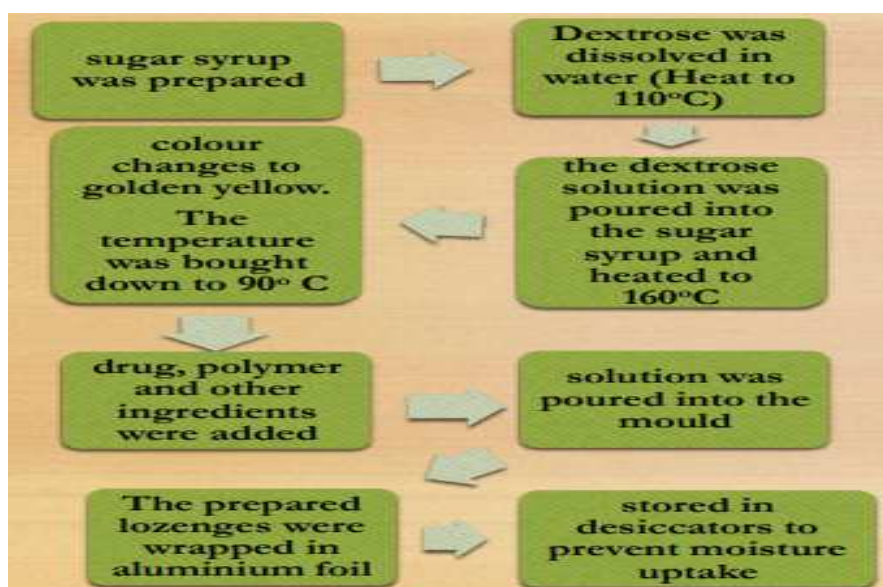 sugar syrup
was prepared
Dextrose was
dissolved in
water (Heat to
110°C)
the dextrose
solution was
poured into
the sugar
syrup and
heated to
160°C
colour
changes to
golden yellow.
The
temperature
was bought
down to 90° C
drug, polymer
and other
ingredients
were added
solution was
poured into the
mould
The prepared
lozenges were
wrapped in
aluminium foil
stored in
desiccators to
prevent moisture
uptake